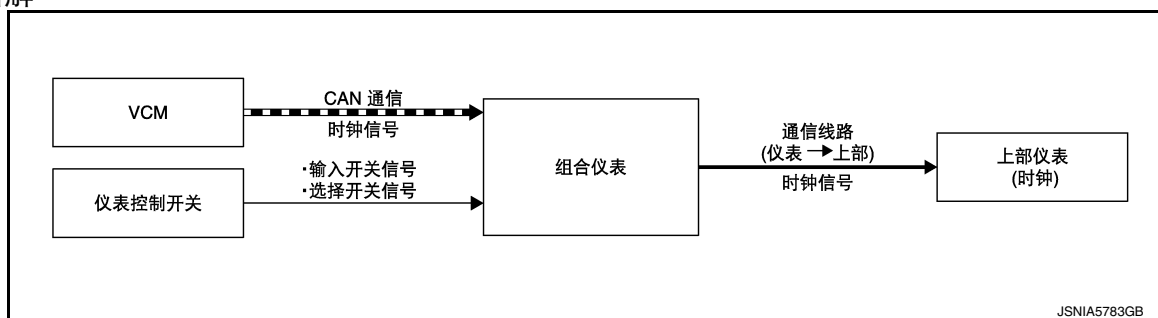 VCM
CAN 通信
时钟信号
仪表控制开关
·输入开关信号
·选择开关信号
组合仪表
通信线路
(仪表 → 上部)
时钟信号
上部仪表
(时钟)
JSNIA5783GB